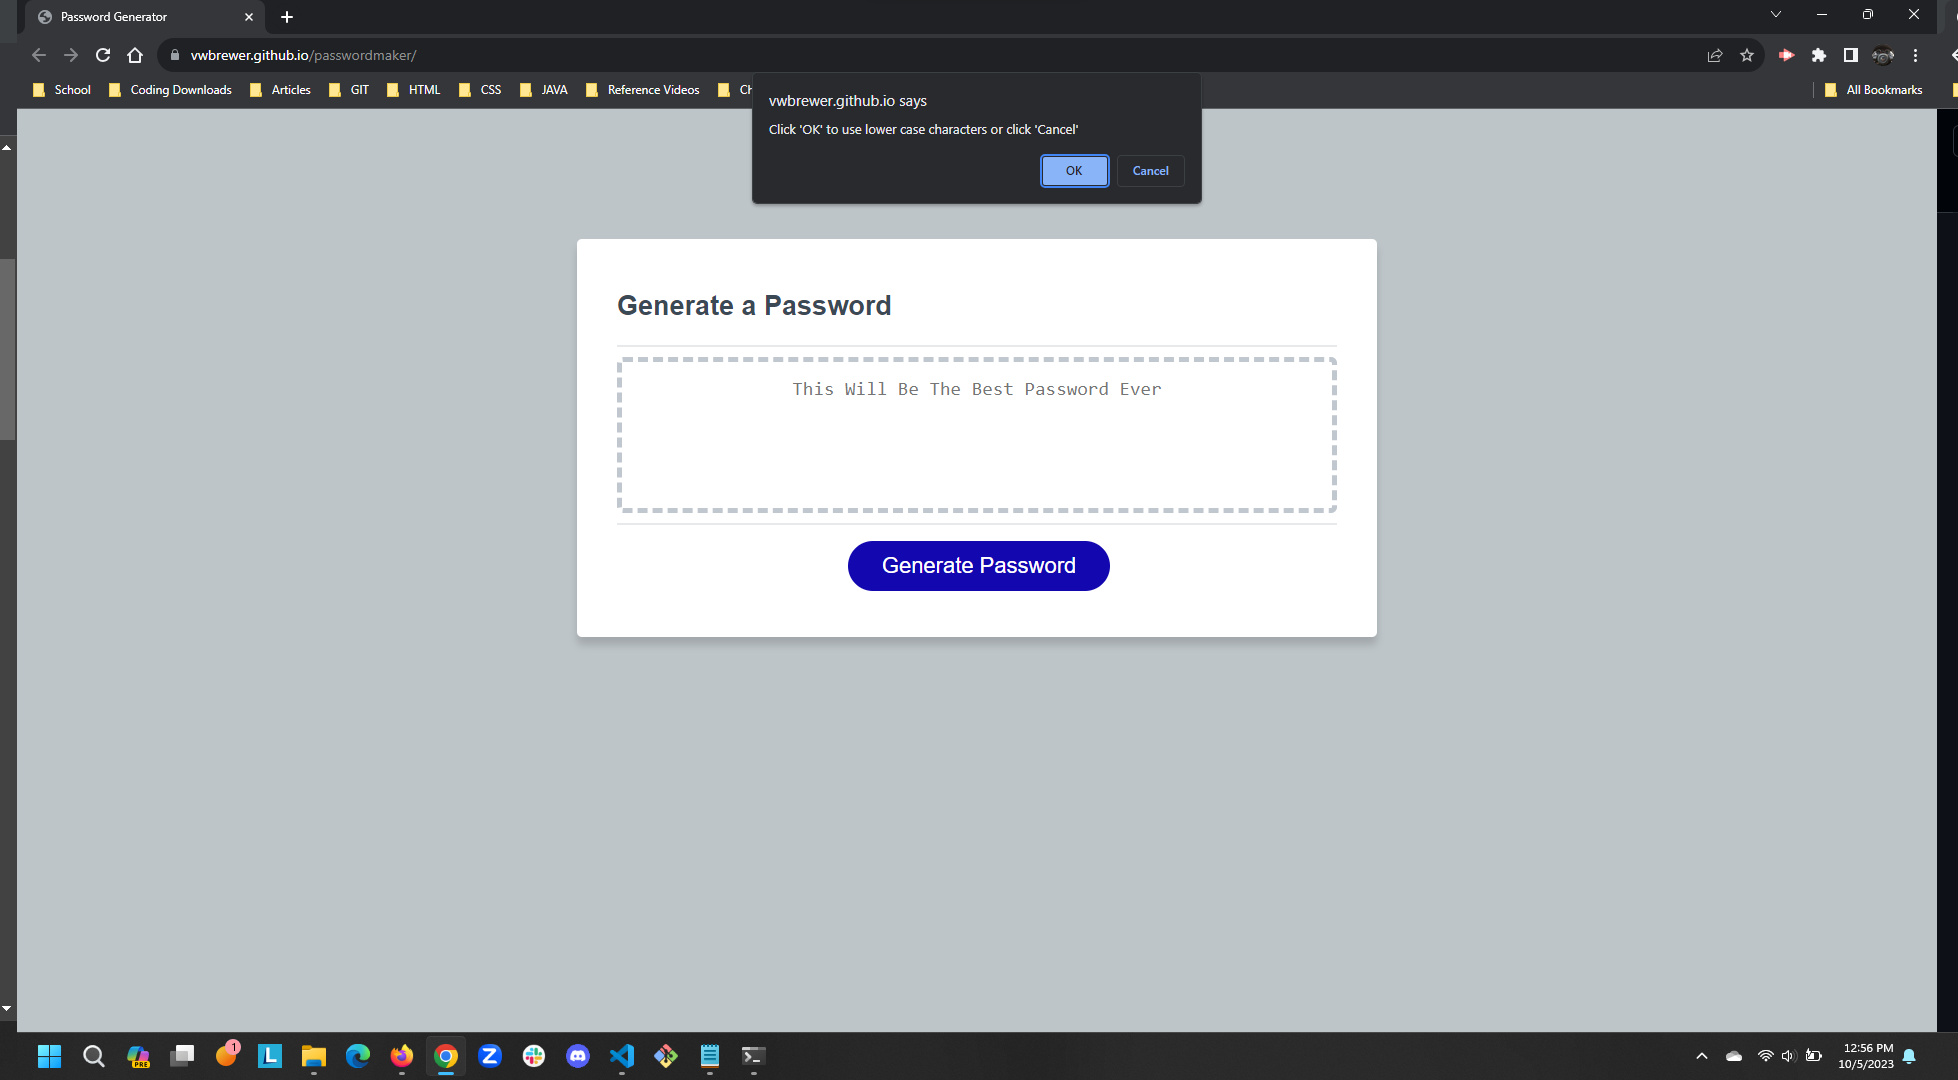 Password Generator
vwbrewer.github.io/passwordmaker/
School Coding Downloads Articles GIT HTML CSS JAVA Reference Videos All Bookmarks
vwbrewer.github.io says
Click 'OK' to use lower case characters or click 'Cancel'
OK Cancel
Generate a Password
This Will Be The Best Password Ever
Generate Password
PRE 1 L Z
12:56 PM
10/5/2023